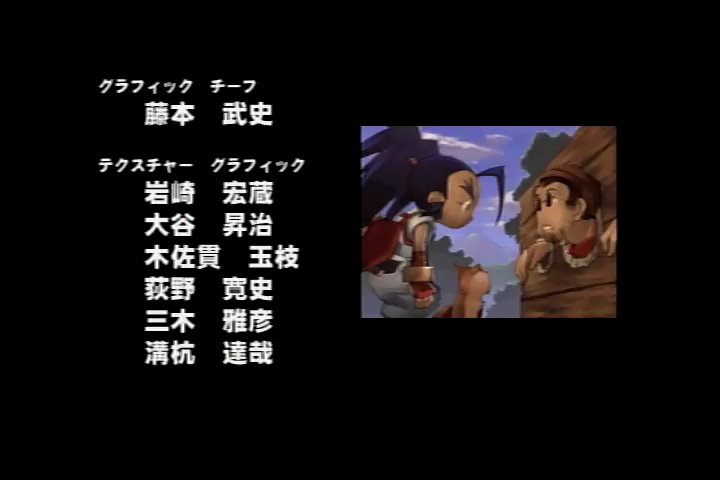 グラフィック　チーフ
藤本　武史
テクスチャー　グラフィック
岩崎　宏蔵
大谷　昇治
木佐貫　玉枝
荻野　寛史
三木　雅彦
溝杭　達哉